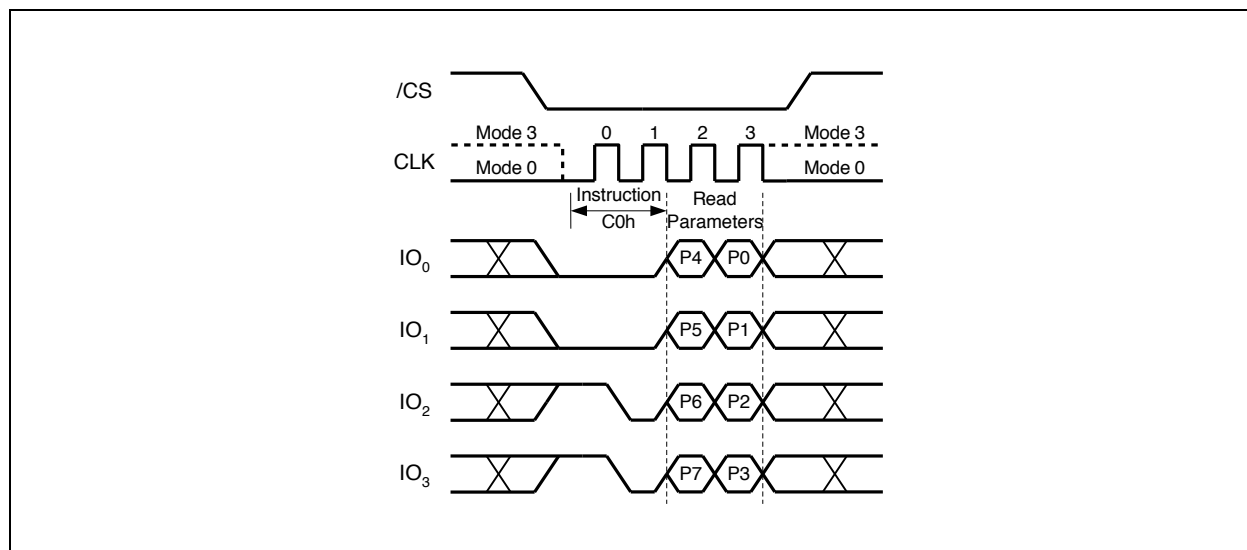 /CS
Mode 3 0 1 2 3 Mode 3
CLK
Mode 0 Mode 0
Instruction Read
C0h Parameters
IO0 P4 P0
IO1 P5 P1
IO2 P6 P2
IO3 P7 P3